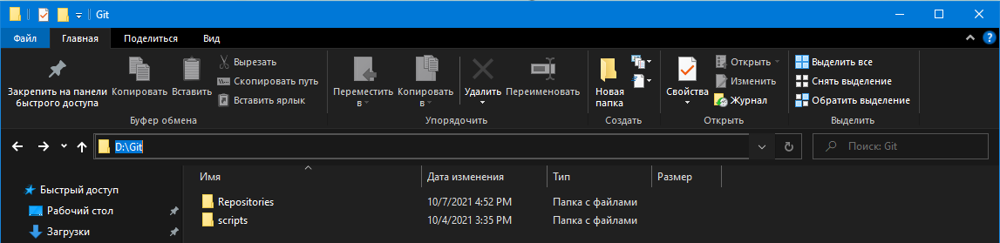 Git
Файл Главная Поделиться Вид
Закрепить на панели быстрого доступа
Копировать
Вставить
Вырезать
Скопировать путь
Вставить ярлык
Буфер обмена
Переместить в
Копировать в
Удалить
Переименовать
Упорядочить
Новая папка
Создать
Свойства
Открыть
Изменить
Журнал
Открыть
Выделить все
Снять выделение
Обратить выделение
Выделить
D:\Git
Поиск: Git
Быстрый доступ
Рабочий стол
Загрузки
Имя Дата изменения Тип Размер
Repositories 10/7/2021 4:52 PM Папка с файлами
scripts 10/4/2021 3:35 PM Папка с файлами